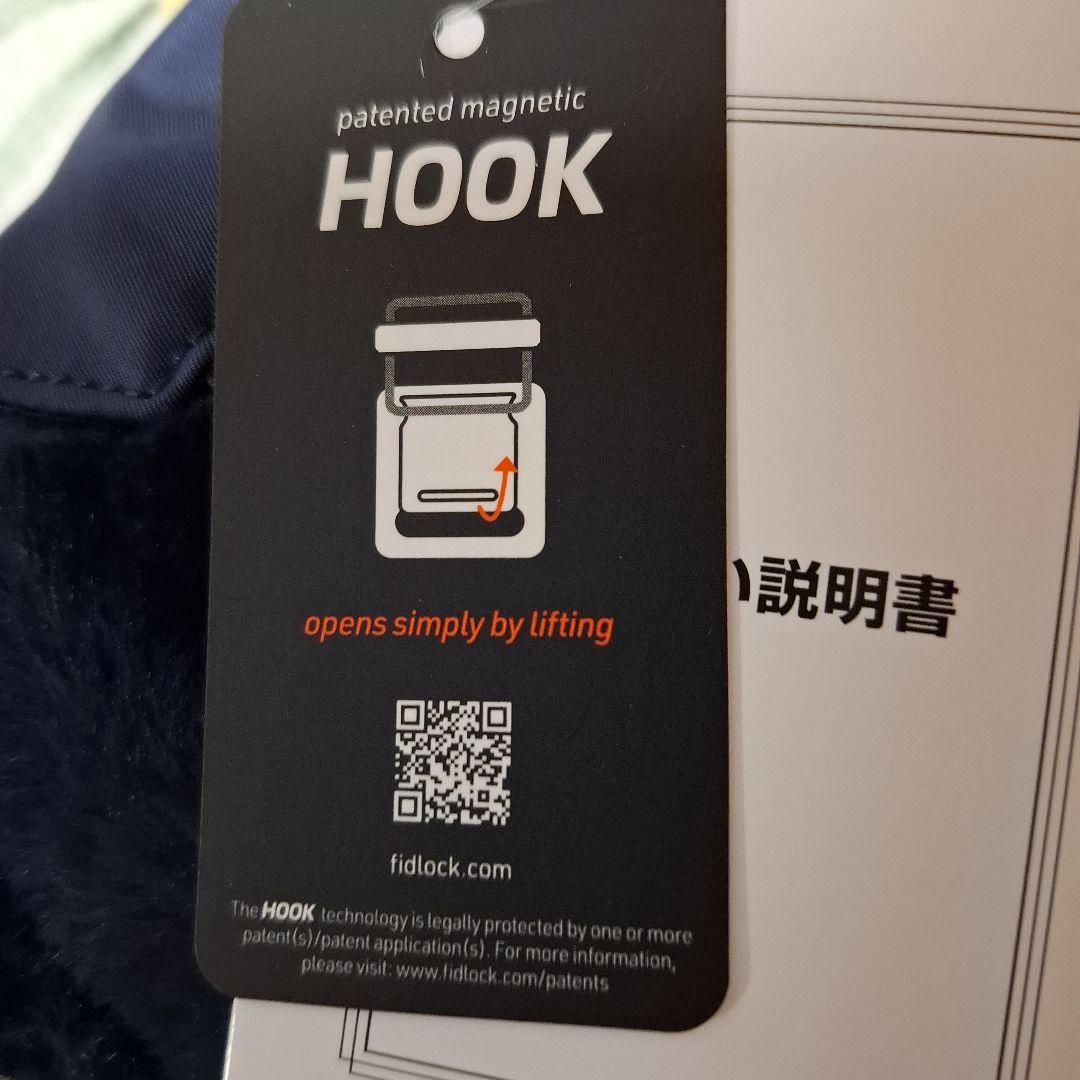 patented magnetic
HOOK
opens simply by lifting
fidlock.com
The HOOK technology is legally protected by one or more
patent(s)/patent application(s). For more information,
please visit: www.fidlock.com/patents
い説明書